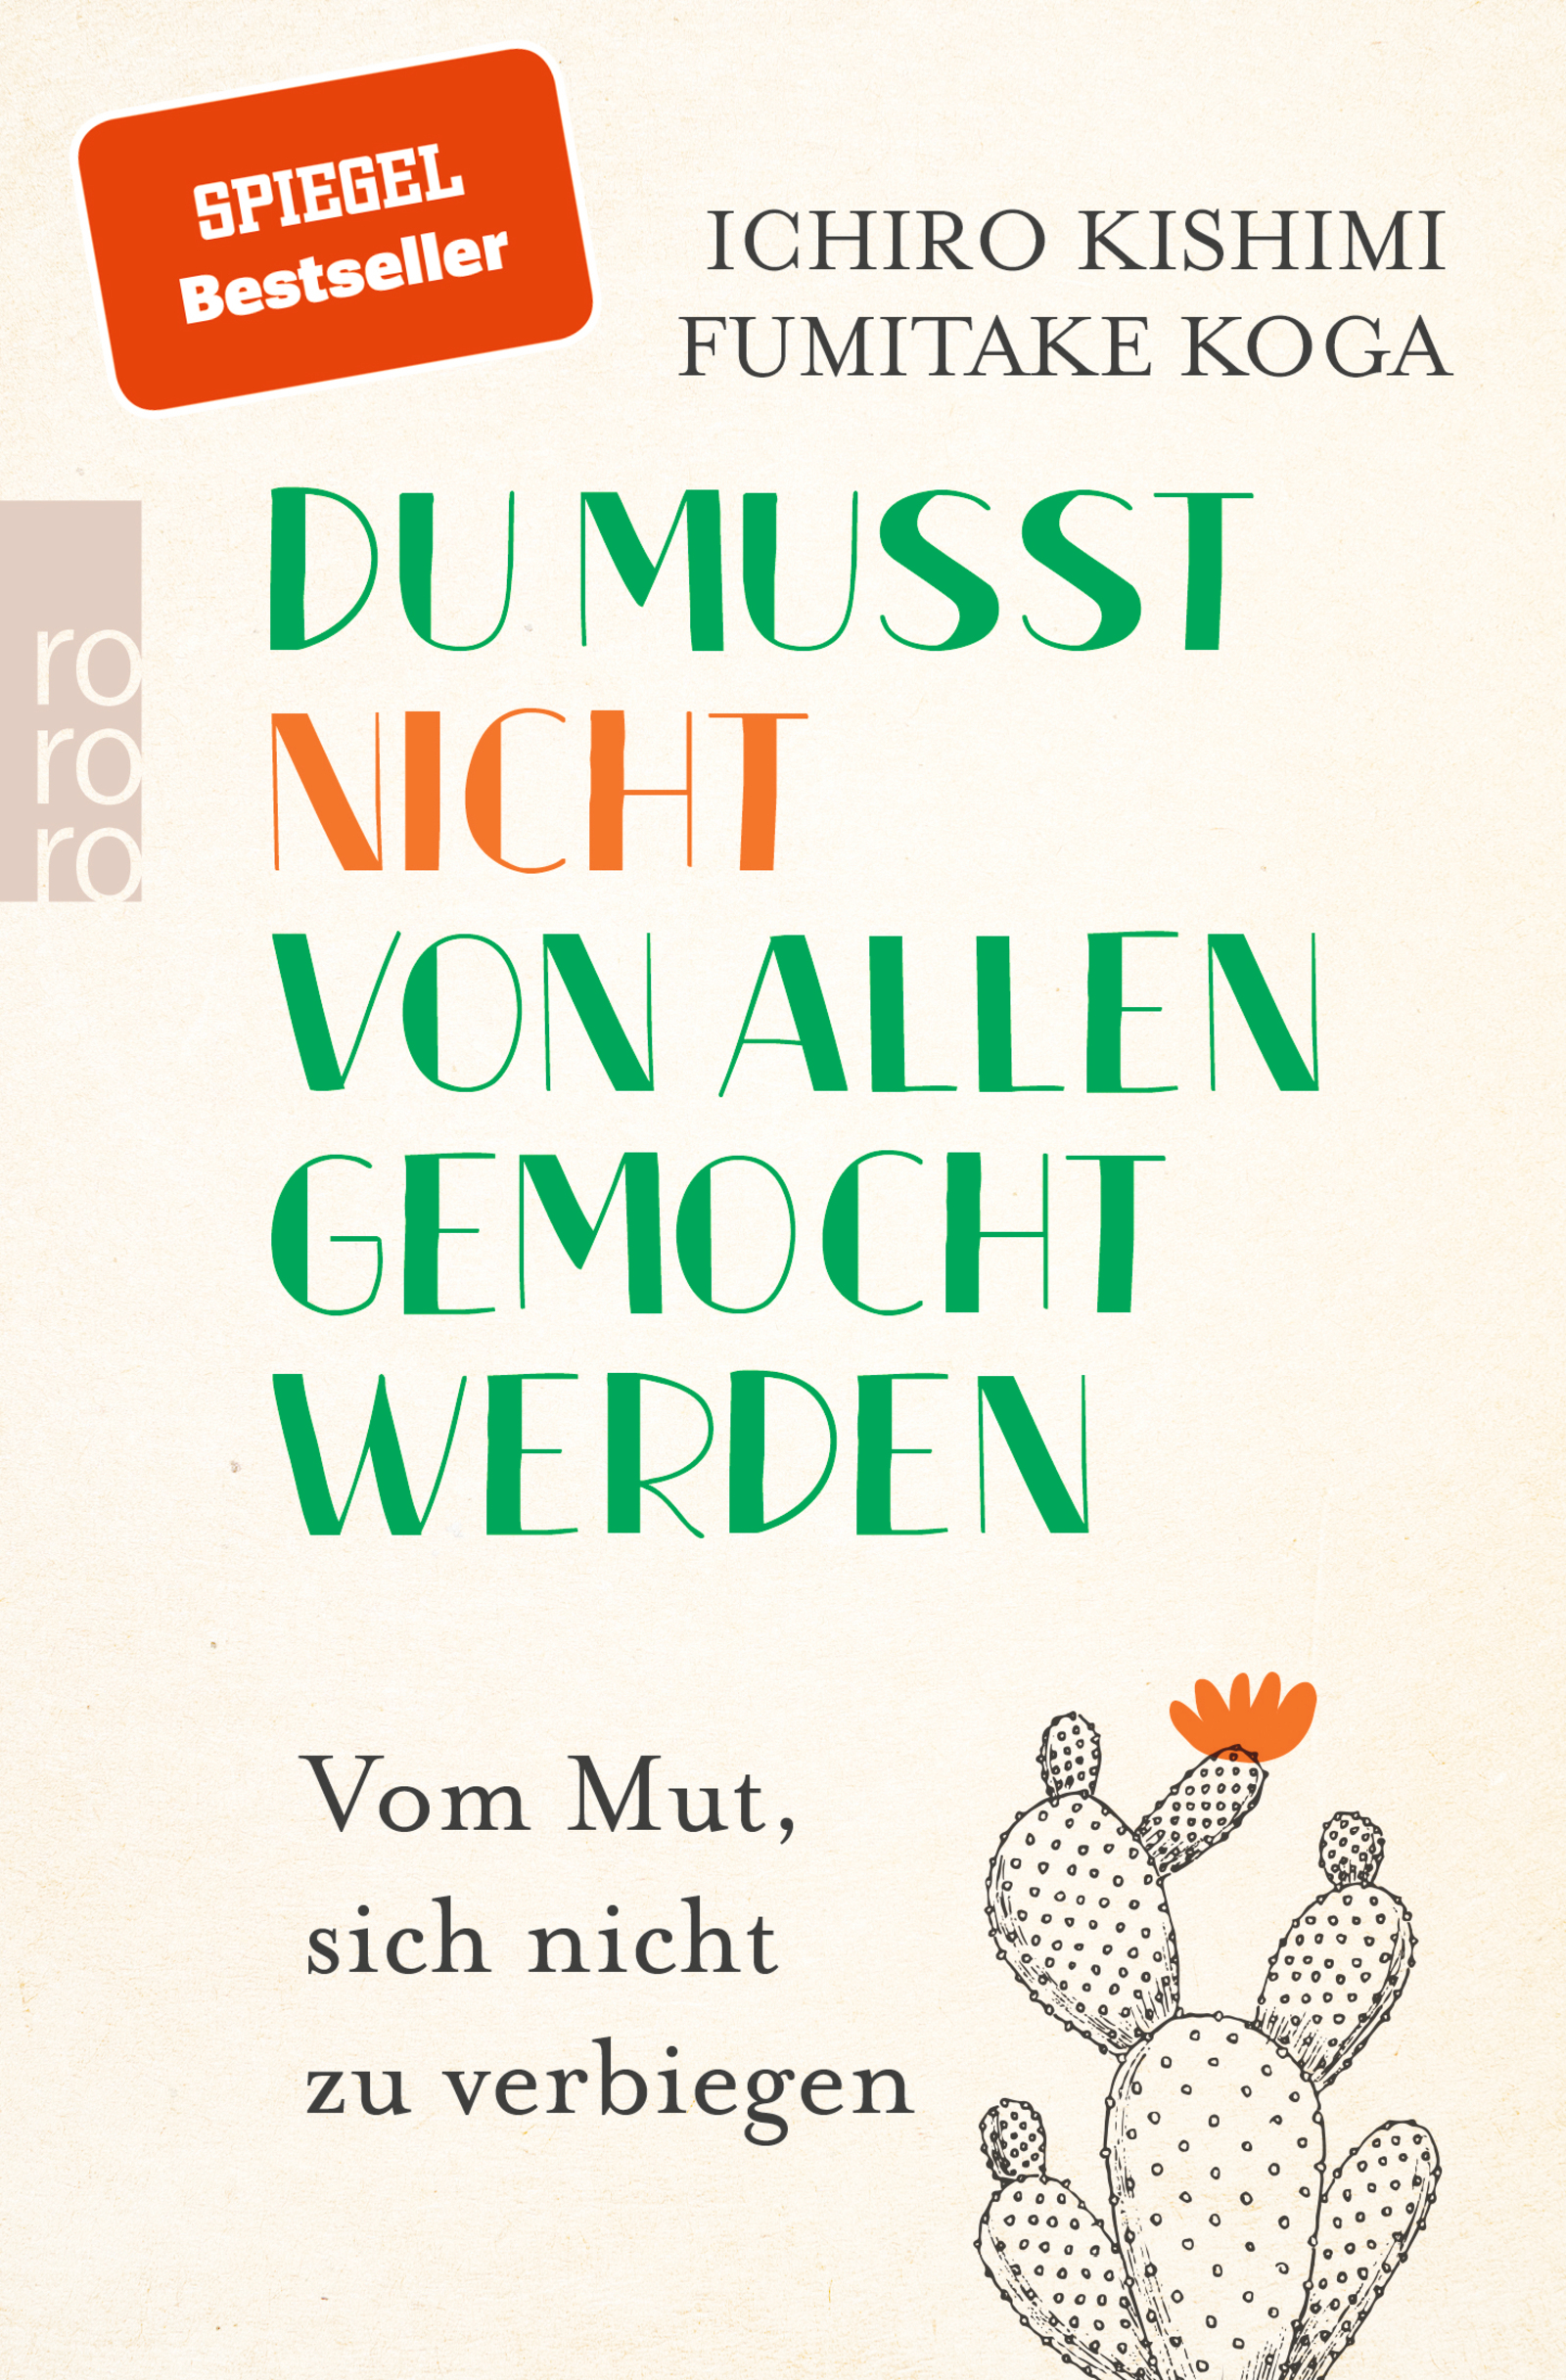 SPIEGEL
Bestseller
ICHIRO KISHIMI
FUMITAKE KOGA
ro
ro
ro
DU MUSST
NICHT
VON ALLEN
GEMOCHT
WERDEN
Vom Mut,
sich nicht
zu verbiegen